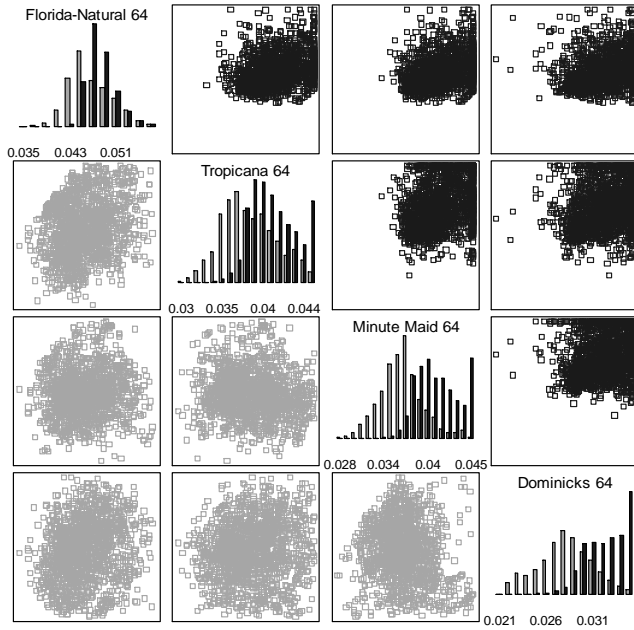 Florida-Natural 64
0.035 0.043 0.051
Tropicana 64
0.03 0.035 0.04 0.044
Minute Maid 64
0.028 0.034 0.04 0.045
Dominicks 64
0.021 0.026 0.031